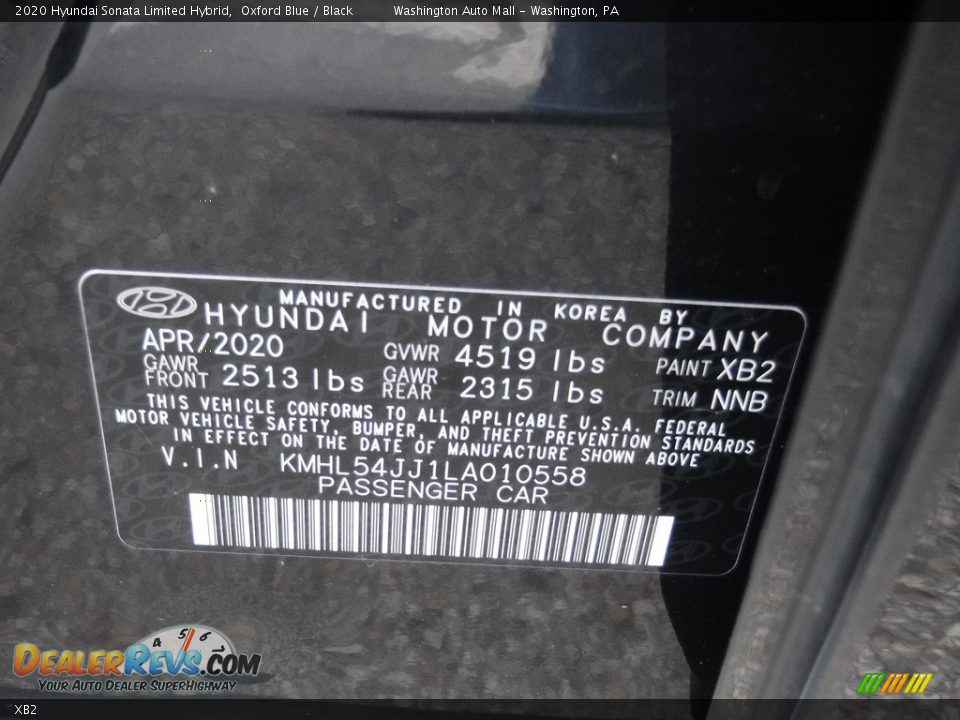 2020 Hyundai Sonata Limited Hybrid, Oxford Blue / Black Washington Auto Mall - Washington, PA
MANUFACTURED IN KOREA BY
HYUNDAI MOTOR COMPANY
APR/2020 GVWR 4519 lbs PAINT XB2
GAWR FRONT 2513 lbs GAWR REAR 2315 lbs TRIM NNB
THIS VEHICLE CONFORMS TO ALL APPLICABLE U.S.A. FEDERAL
MOTOR VEHICLE SAFETY, BUMPER, AND THEFT PREVENTION STANDARDS
IN EFFECT ON THE DATE OF MANUFACTURE SHOWN ABOVE
V.I.N KMHL54JJ1LA010558
PASSENGER CAR
4 5 6
DEALERREVS.COM
YOUR AUTO DEALER SUPERHIGHWAY
XB2